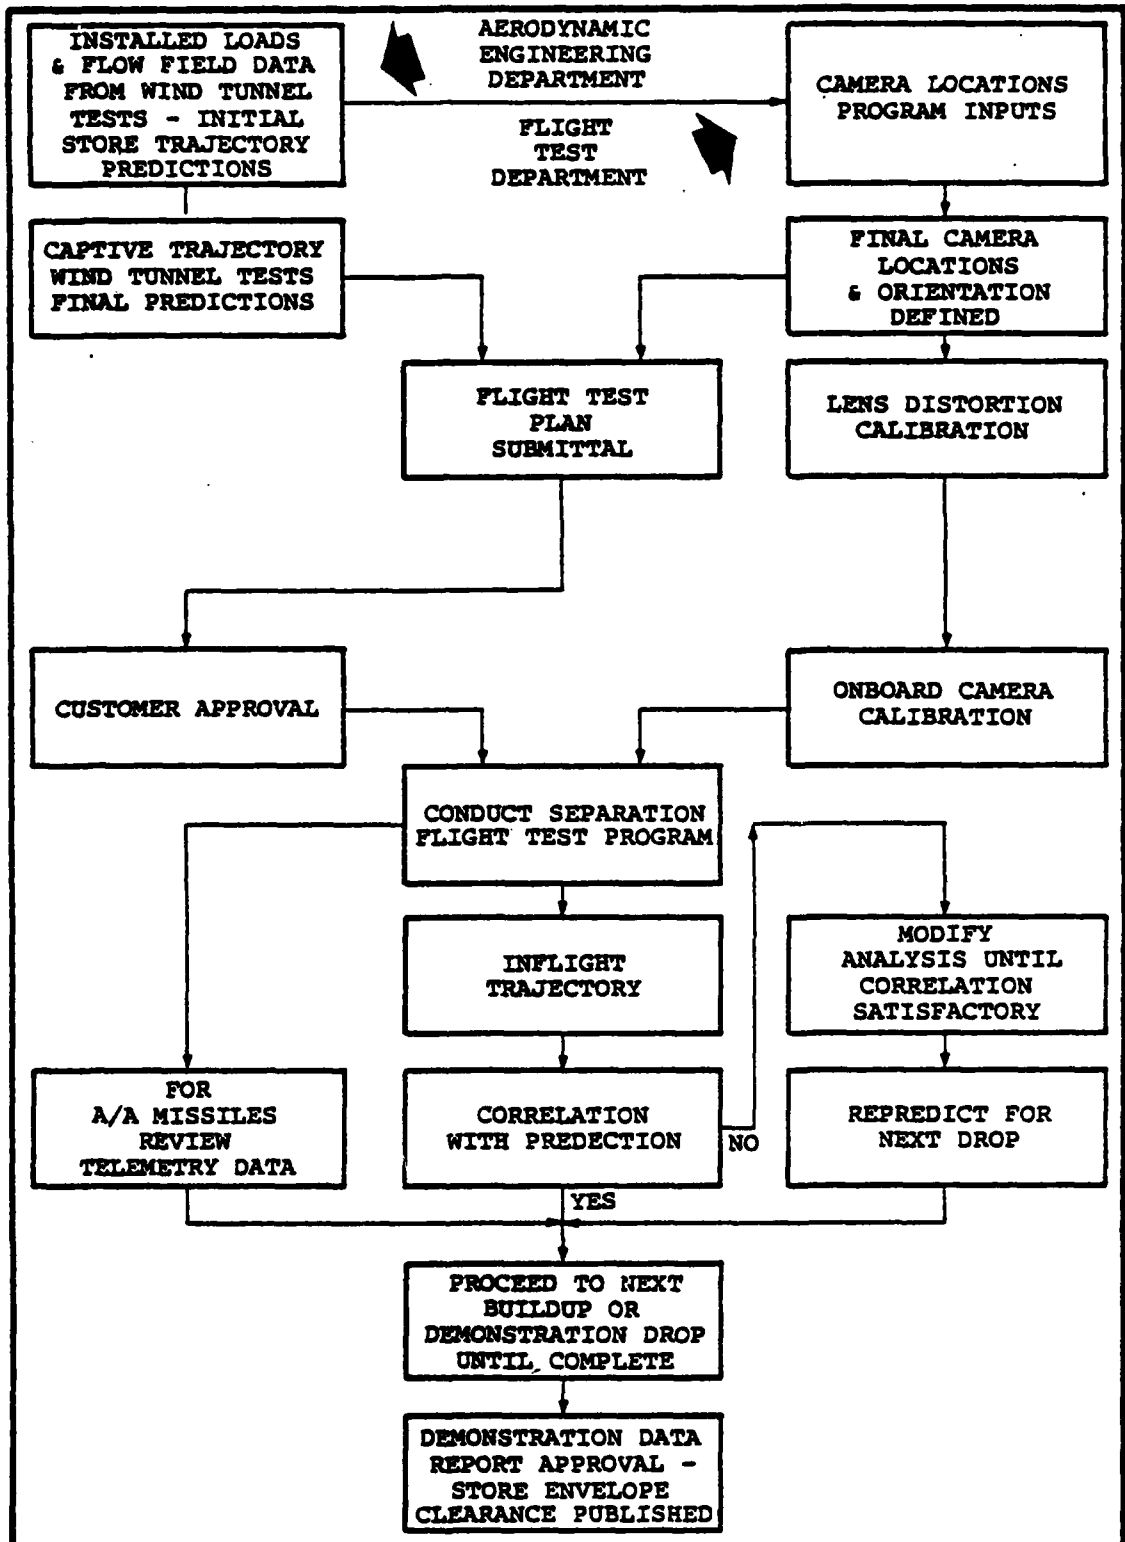 INSTALLED LOADS
& FLOW FIELD DATA
FROM WIND TUNNEL
TESTS - INITIAL
STORE TRAJECTORY
PREDICTIONS
AERODYNAMIC
ENGINEERING
DEPARTMENT
FLIGHT
TEST
DEPARTMENT
CAMERA LOCATIONS
PROGRAM INPUTS
CAPTIVE TRAJECTORY
WIND TUNNEL TESTS
FINAL PREDICTIONS
FINAL CAMERA
LOCATIONS
& ORIENTATION
DEFINED
FLIGHT TEST
PLAN
SUBMITTAL
LENS DISTORTION
CALIBRATION
CUSTOMER APPROVAL
ONBOARD CAMERA
CALIBRATION
CONDUCT SEPARATION
FLIGHT TEST PROGRAM
INFLIGHT
TRAJECTORY
MODIFY
ANALYSIS UNTIL
CORRELATION
SATISFACTORY
FOR
A/A MISSILES
REVIEW
TELEMETRY DATA
CORRELATION
WITH PREDECTION
NO
REPREDICT FOR
NEXT DROP
YES
PROCEED TO NEXT
BUILDUP OR
DEMONSTRATION DROP
UNTIL COMPLETE
DEMONSTRATION DATA
REPORT APPROVAL -
STORE ENVELOPE
CLEARANCE PUBLISHED